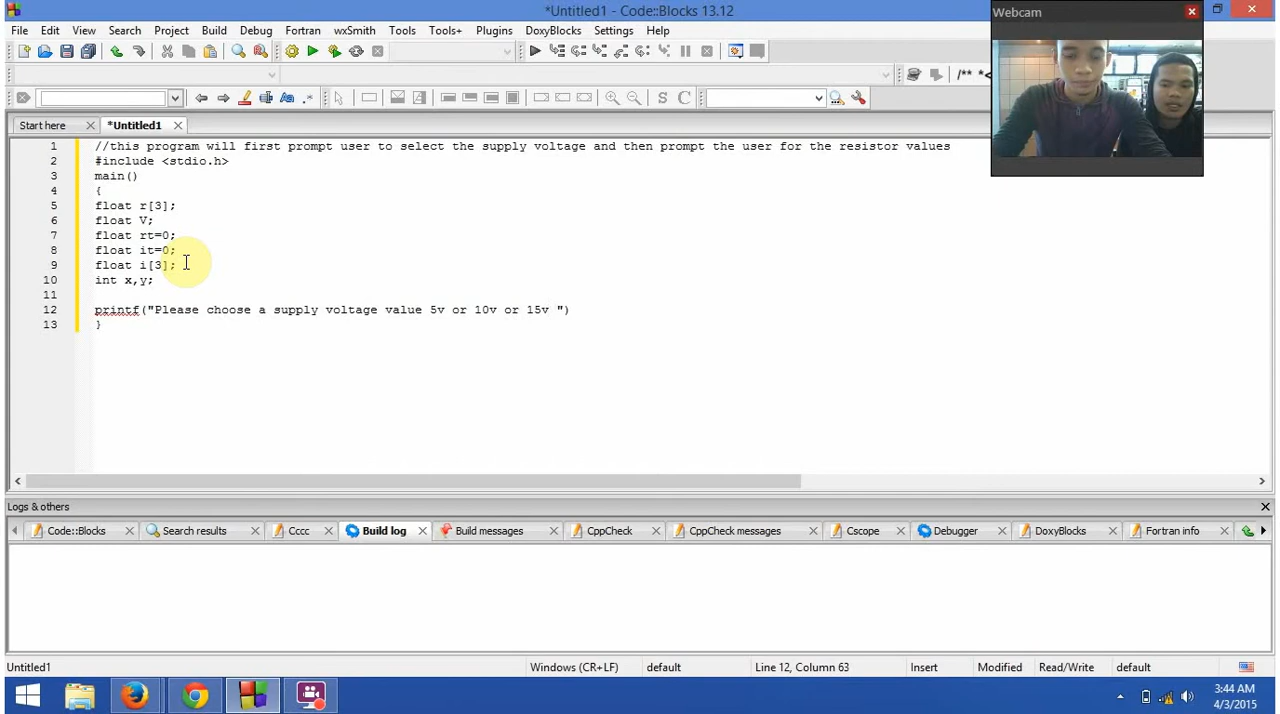 *Untitled1 - Code::Blocks 13.12
Webcam
File Edit View Search Project Build Debug Fortran wxSmith Tools Tools+ Plugins DoxyBlocks Settings Help
/** *<
S C
Start here *Untitled1
1 //this program will first prompt user to select the supply voltage and then prompt the user for the resistor values
2 #include <stdio.h>
3 main()
4 {
5 float r[3];
6 float V;
7 float rt=0;
8 float it=0;
9 float i[3];
10 int x,y;
11
12 printf("Please choose a supply voltage value 5v or 10v or 15v ")
13 }
Logs & others
Code::Blocks Search results Cccc Build log Build messages CppCheck CppCheck messages Cscope Debugger DoxyBlocks Fortran info
Untitled1 Windows (CR+LF) default Line 12, Column 63 Insert Modified Read/Write default
3:44 AM
4/3/2015